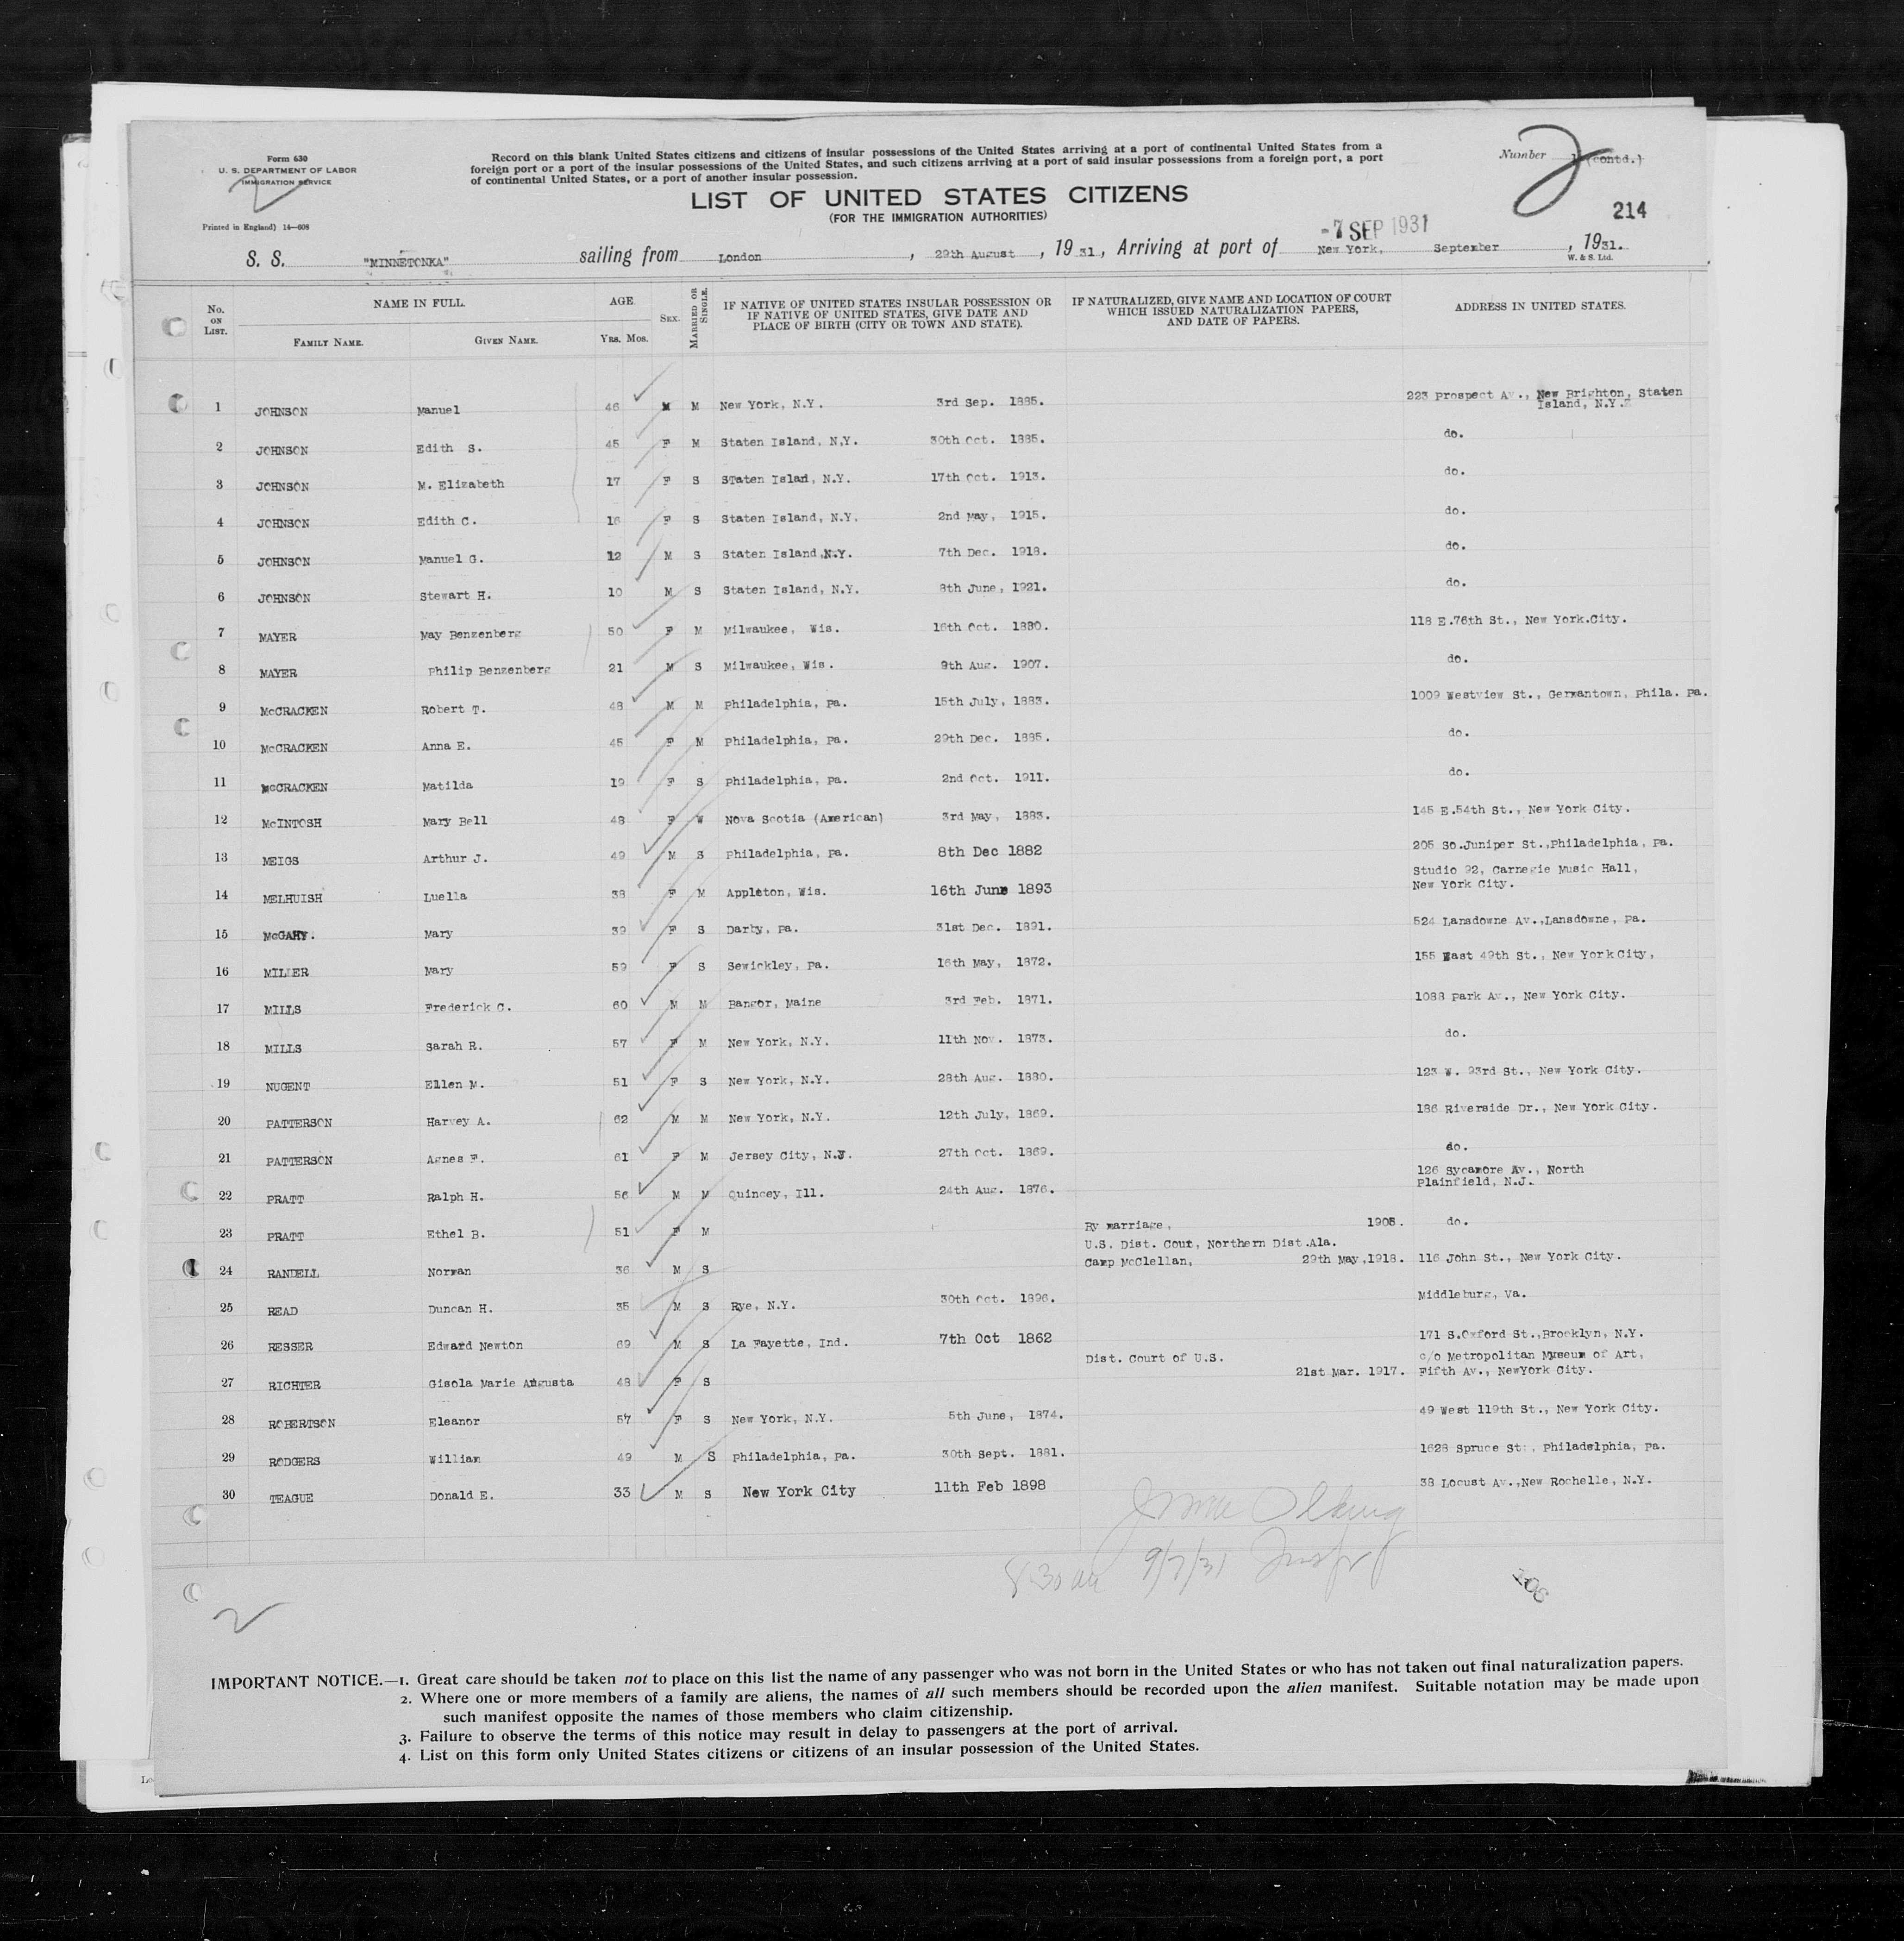 Form 630
U. S. DEPARTMENT OF LABOR
IMMIGRATION SERVICE
Printed in England) 14—608
Record on this blank United States citizens and citizens of insular possessions of the United States arriving at a port of continental United States from a
foreign port or a port of the insular possessions of the United States, and such citizens arriving at a port of said insular possessions from a foreign port, a port
of continental United States, or a port of another insular possession.
Number 1 (contd.)
2
214
LIST OF UNITED STATES CITIZENS
(FOR THE IMMIGRATION AUTHORITIES)
-7 SEP 1931
S. S. "MINNETONKA" sailing from London, 29th August, 19 31, Arriving at port of New York, September, 1931.
W. & S. Ltd.
No. ON LIST. NAME IN FULL. FAMILY NAME. GIVEN NAME. AGE YRS. MOS. SEX. MARRIED OR SINGLE. IF NATIVE OF UNITED STATES INSULAR POSSESSION OR IF NATIVE OF UNITED STATES, GIVE DATE AND PLACE OF BIRTH (CITY OR TOWN AND STATE). IF NATURALIZED, GIVE NAME AND LOCATION OF COURT WHICH ISSUED NATURALIZATION PAPERS, AND DATE OF PAPERS. ADDRESS IN UNITED STATES.
1 JOHNSON Manuel 46 M M New York, N.Y. 3rd Sep. 1885. 223 Prospect Av., New Brighton, Staten Island, N.Y.
2 JOHNSON Edith S. 45 F M Staten Island, N.Y. 30th Oct. 1885. do.
3 JOHNSON M. Elizabeth 17 F S STaten Islan, N.Y. 17th Oct. 1913. do.
4 JOHNSON Edith C. 16 F S Staten Island, N.Y. 2nd May, 1915. do.
5 JOHNSON Manuel G. 12 M S Staten Island,N.Y. 7th Dec. 1918. do.
6 JOHNSON Stewart H. 10 M S Staten Island, N.Y. 8th June, 1921. do.
7 MAYER May Benzenberg 50 F M Milwaukee, Wis. 16th Oct. 1880. 118 E.76th St., New York.City.
8 MAYER Philip Benzenberg 21 M S Milwaukee, Wis. 9th Aug. 1907. do.
9 McCRACKEN Robert T. 48 M M Philadelphia, Pa. 15th July, 1883. 1009 Westview St., Germantown, Phila. Pa.
10 McCRACKEN Anna E. 45 F M Philadelphia, Pa. 29th Dec. 1885. do.
11 McCRACKEN Matilda 19 F S Philadelphia, Pa. 2nd Oct. 1911. do.
12 McINTOSH Mary Bell 48 F W Nova Scotia (American) 3rd May, 1883. 145 E.54th St., New York City.
13 MEIGS Arthur J. 49 M S Philadelphia, Pa. 8th Dec 1882 205 So.Juniper St.,Philadelphia, Pa.
14 MELHUISH Luella 38 F M Appleton, Wis. 16th June 1893 Studio 92, Carnegie Music Hall, New York City.
15 McGAHY. Mary 39 F S Darby, Pa. 31st Dec. 1891. 524 Lansdowne Av.,Lansdowne, Pa.
16 MILLER Mary 59 F S Sewickley, Pa. 16th May, 1872. 155 East 49th St., New York City,
17 MILLS Frederick C. 60 M M Bangor, Maine 3rd Feb. 1871. 1088 Park Av., New York City.
18 MILLS Sarah R. 57 F M New York, N.Y. 11th Nov. 1873. do.
19 NUGENT Ellen M. 51 F S New York, N.Y. 28th Aug. 1880. 123 W. 93rd St., New York City.
20 PATTERSON Harvey A. 62 M M New York, N.Y. 12th July, 1869. 186 Riverside Dr., New York City.
21 PATTERSON Agnes F. 61 F M Jersey City, N.J. 27th Oct. 1869. do.
22 PRATT Ralph H. 56 M M Quincey, Ill. 24th Aug. 1876. 126 Sycamore Av., North Plainfield, N.J.
23 PRATT Ethel B. 51 F M By marriage, 1905. do.
24 RANDELL Norman 36 M S U.S. Dist. Cour, Northern Dist.Ala. Camp McClellan, 29th May,1918. 116 John St., New York City.
25 READ Duncan H. 35 M S Rye, N.Y. 30th Oct. 1896. Middleburg, Va.
26 RESSER Edward Newton 69 M S La Fayette, Ind. 7th Oct 1862 171 S.Oxford St.,Brooklyn, N.Y.
27 RICHTER Gisela Marie Augusta 48 F S Dist. Court of U.S. 21st Mar. 1917. c/o Metropolitan Museum of Art, Fifth Av., NewYork City.
28 ROBERTSON Eleanor 57 F S New York, N.Y. 5th June, 1874. 49 West 119th St., New York City.
29 RODGERS William 49 M S Philadelphia, Pa. 30th Sept. 1881. 1628 Spruce St., Philadelphia, Pa.
30 TEAGUE Donald E. 33 M S New York City 11th Feb 1898 38 Locust Av.,New Rochelle, N.Y.
8.30 am 9/7/31
2
IMPORTANT NOTICE.—1. Great care should be taken not to place on this list the name of any passenger who was not born in the United States or who has not taken out final naturalization papers.
2. Where one or more members of a family are aliens, the names of all such members should be recorded upon the alien manifest. Suitable notation may be made upon
such manifest opposite the names of those members who claim citizenship.
3. Failure to observe the terms of this notice may result in delay to passengers at the port of arrival.
4. List on this form only United States citizens or citizens of an insular possession of the United States.